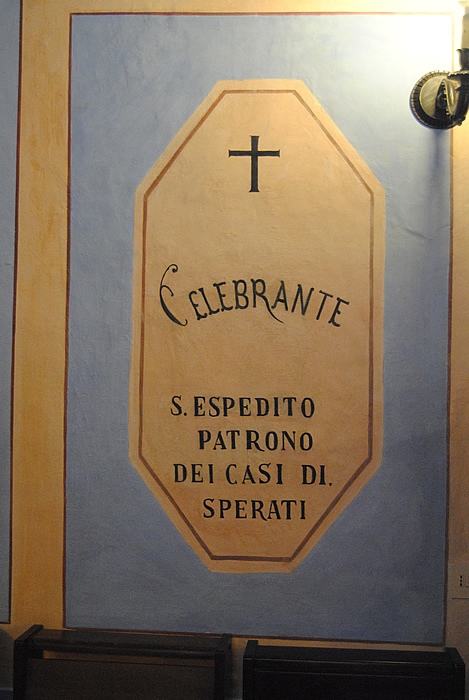 CELEBRANTE
S. ESPEDITO
PATRONO
DEI CASI DI.
SPERATI